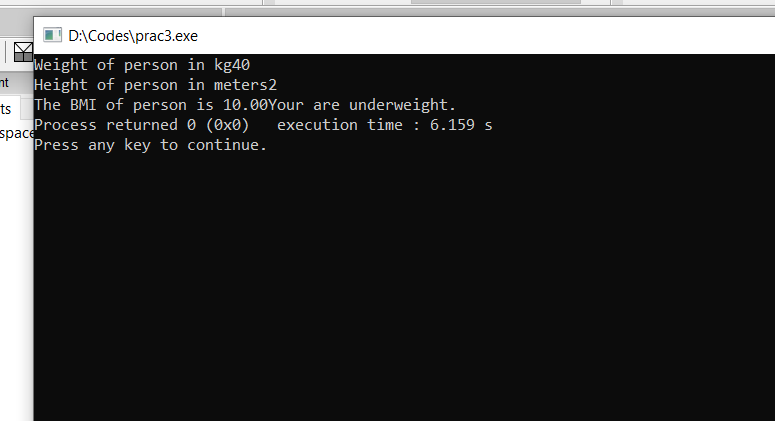 D:\Codes\prac3.exe
nt
ts
space
Weight of person in kg40
Height of person in meters2
The BMI of person is 10.00Your are underweight.
Process returned 0 (0x0)   execution time : 6.159 s
Press any key to continue.